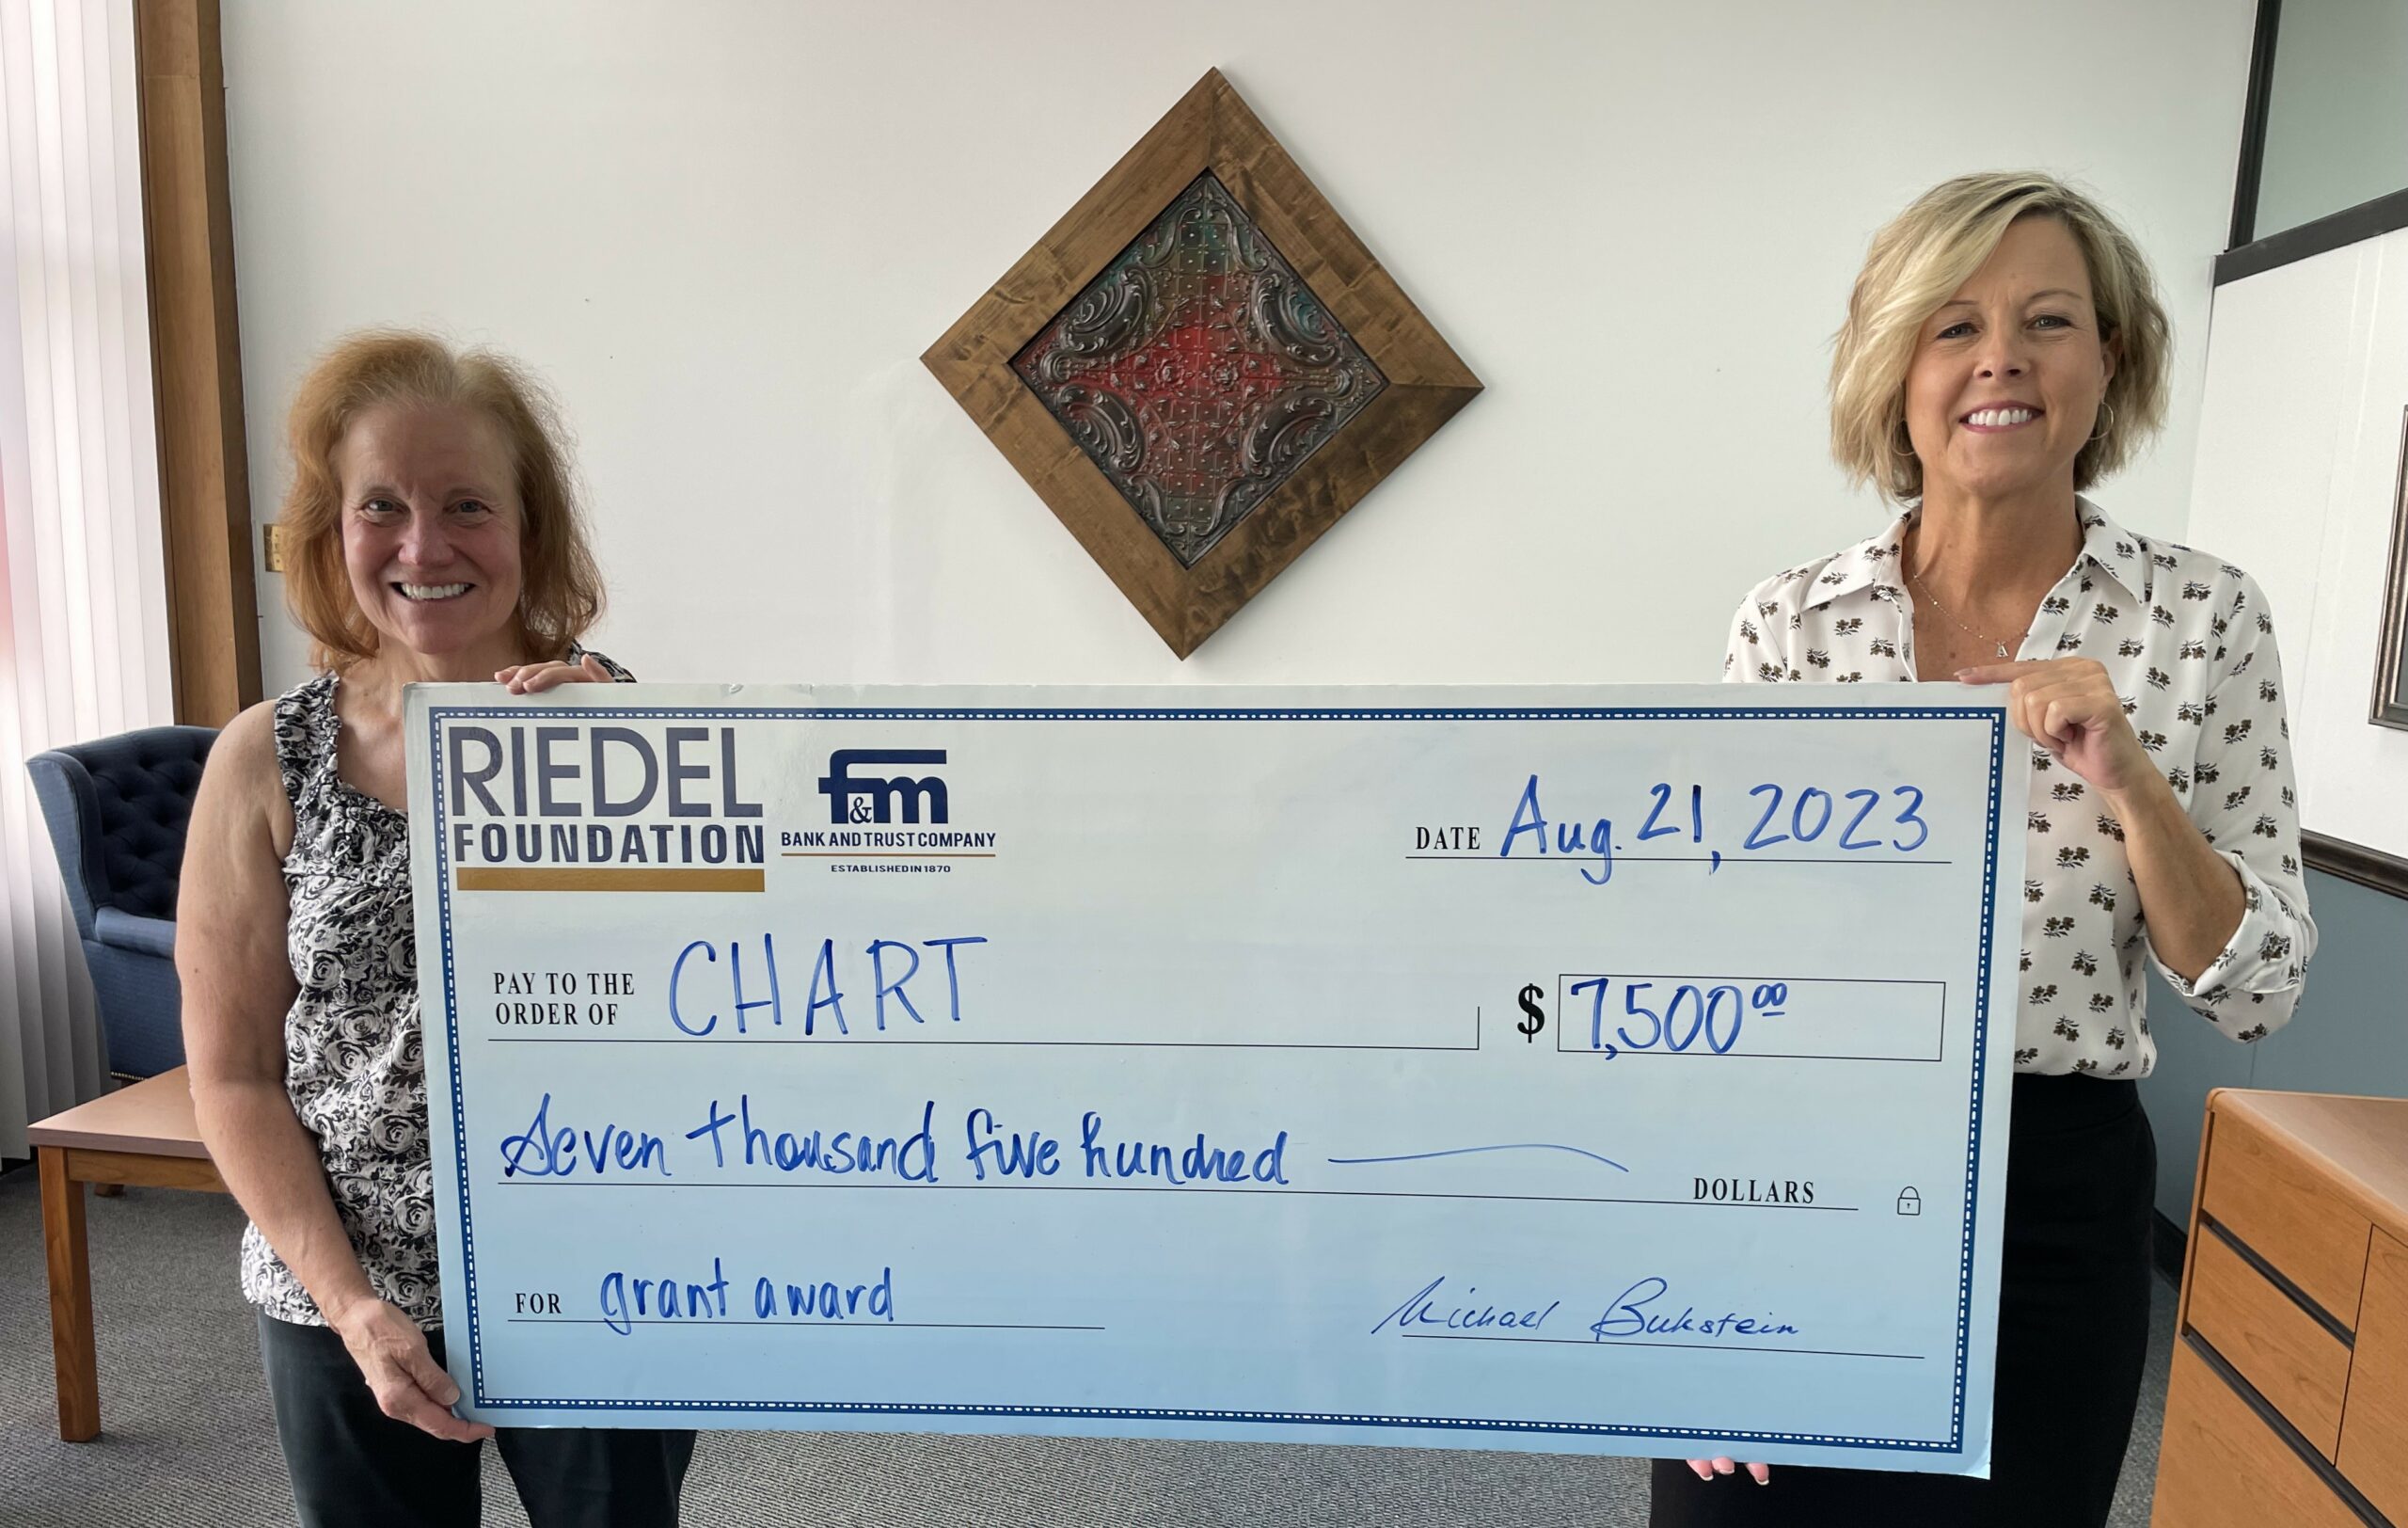 RIEDEL
FOUNDATION
f&m
BANK AND TRUST COMPANY
ESTABLISHED IN 1870
DATE Aug. 21, 2023
PAY TO THE
ORDER OF CHART
$ 7,500 00
Seven thousand five hundred
DOLLARS
FOR grant award
Michael Bukstein
A